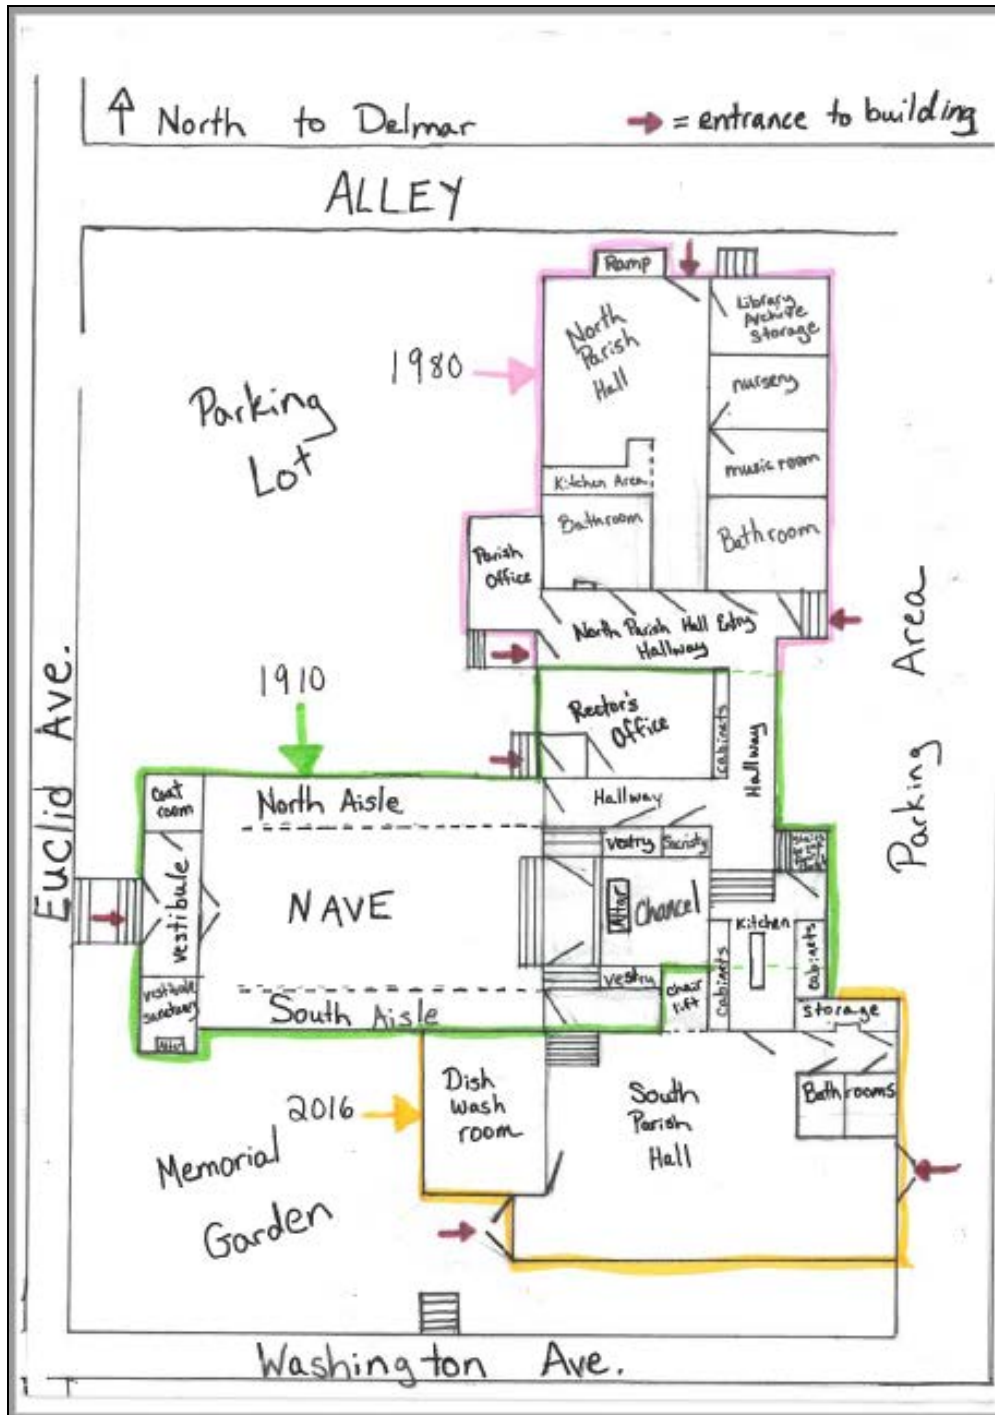 ↑ North to Delmar
→ = entrance to building
ALLEY
Ramp
North
Parish
Hall
Library
Archive
Storage
1980
nursery
Parking
Lot
music room
Kitchen Area
Bathroom
Bathroom
Parish
Office
North Parish Hall Entry
Hallway
Parking Area
Euclid Ave.
1910
Rector's
Office
cabinets
Hallway
Coat
room
North Aisle
Hallway
vestry
Sacristy
vestibule
NAVE
Altar
Chancel
Kitchen
cabinets
cabinets
vestry
chair
lift
vestibule
sanctuary
Altar
South Aisle
storage
Dish
wash
room
2016
South
Parish
Hall
Bathrooms
Memorial
Garden
Washington Ave.